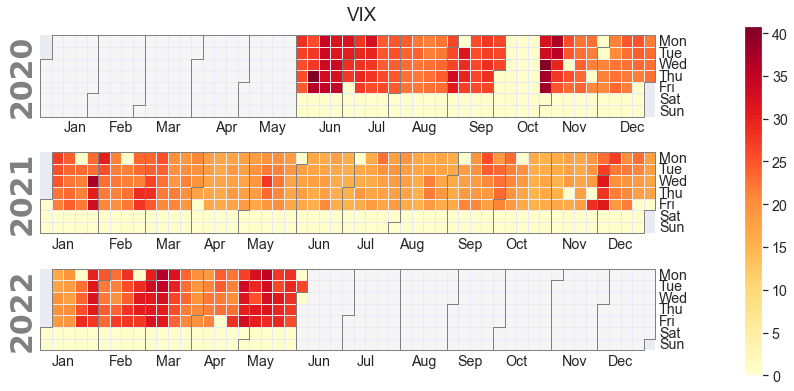 VIX
2020
Mon
Tue
Wed
Thu
Fri
Sat
Sun
Jan Feb Mar Apr May Jun Jul Aug Sep Oct Nov Dec
2021
Mon
Tue
Wed
Thu
Fri
Sat
Sun
Jan Feb Mar Apr May Jun Jul Aug Sep Oct Nov Dec
2022
Mon
Tue
Wed
Thu
Fri
Sat
Sun
Jan Feb Mar Apr May Jun Jul Aug Sep Oct Nov Dec
40
35
30
25
20
15
10
5
0